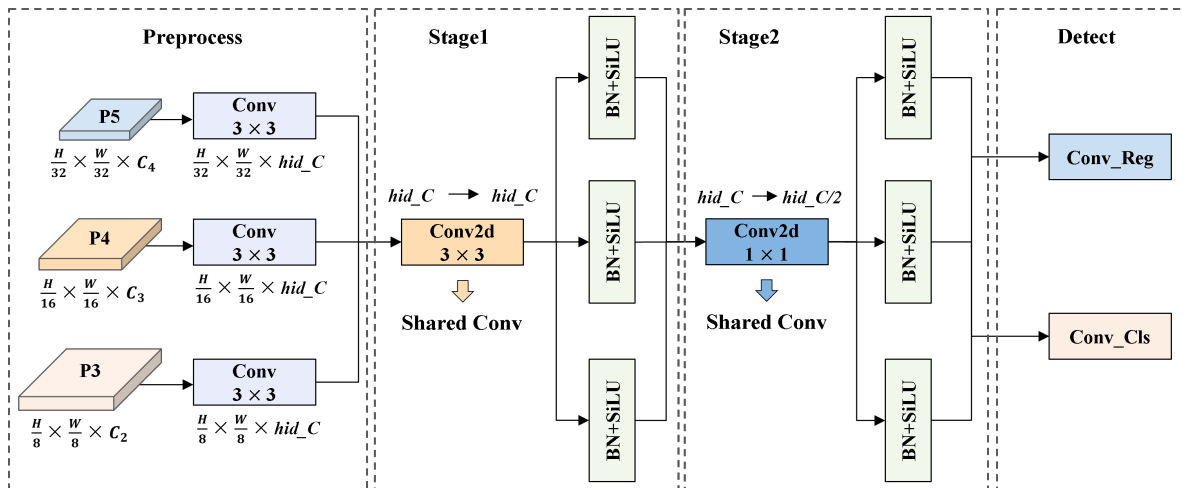 Preprocess
P5
H/32 × W/32 × C_4
Conv
3 × 3
H/32 × W/32 × hid_C
P4
H/16 × W/16 × C_3
Conv
3 × 3
H/16 × W/16 × hid_C
P3
H/8 × W/8 × C_2
Conv
3 × 3
H/8 × W/8 × hid_C
Stage1
hid_C → hid_C
Conv2d
3 × 3
Shared Conv
BN+SiLU
BN+SiLU
BN+SiLU
Stage2
hid_C → hid_C/2
Conv2d
1 × 1
Shared Conv
BN+SiLU
BN+SiLU
BN+SiLU
Detect
Conv_Reg
Conv_Cls